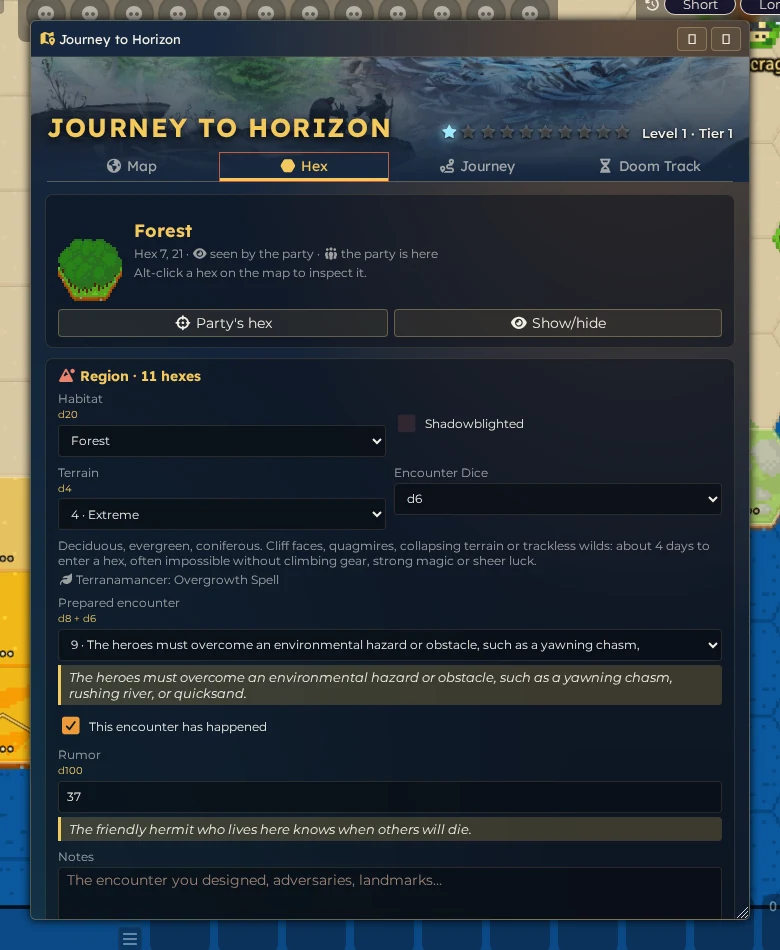 Short
Lor
Journey to Horizon
crag
JOURNEY TO HORIZON
Level 1 · Tier 1
Map
Hex
Journey
Doom Track
Forest
Hex 7, 21 · seen by the party · the party is here
Alt-click a hex on the map to inspect it.
Party's hex
Show/hide
Region · 11 hexes
Habitat
d20
Shadowblighted
Forest
Terrain
Encounter Dice
d4
d6
4 · Extreme
Deciduous, evergreen, coniferous. Cliff faces, quagmires, collapsing terrain or trackless wilds: about 4 days to
enter a hex, often impossible without climbing gear, strong magic or sheer luck.
Terranamancer: Overgrowth Spell
Prepared encounter
d8 + d6
9 · The heroes must overcome an environmental hazard or obstacle, such as a yawning chasm,
The heroes must overcome an environmental hazard or obstacle, such as a yawning chasm,
rushing river, or quicksand.
This encounter has happened
Rumor
d100
37
The friendly hermit who lives here knows when others will die.
Notes
The encounter you designed, adversaries, landmarks...
0